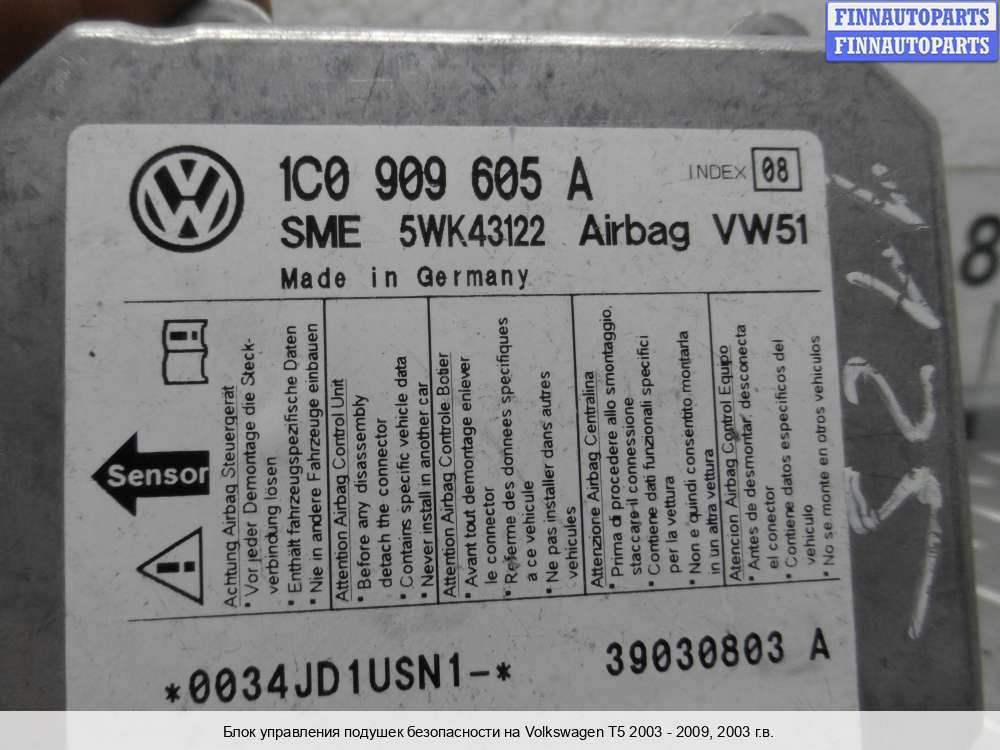 FINNAUTOPARTS
FINNAUTOPARTS
1C0 909 605 A
INDEX 08
SME 5WK43122 Airbag VW51
Made in Germany
Sensor
Achtung Airbag Steuergerät
• Vor jeder Demontage die Steck-
verbindung lösen
• Enthält fahrzeugspezifische Daten
• Nie in andere Fahrzeuge einbauen
Attention Airbag Control Unit
• Before any disassembly
detach the connector
• Contains specific vehicle data
• Never install in another car
Attention Airbag Controle Botier
• Avant tout demontage enlever
le connector
• Referme des donnees specifiques
a ce vehicule
• Ne pas installer dans autres
vehicules
Attenzione Airbag Centralina
• Prima di procedere allo smontaggio,
staccare il connessione
• Contiene dati funzionali specifici
per la vettura
• Non e quindi consentito montarla
in un altra vettura
Atencion Airbag Control Equipo
• Antes de desmontar, desconecta
el conector
• Contiene datos especificos del
vehiculo
• No se monte en otros vehiculos
*0034JD1USN1-*
39030803 A
8
Блок управления подушек безопасности на Volkswagen T5 2003 - 2009, 2003 г.в.